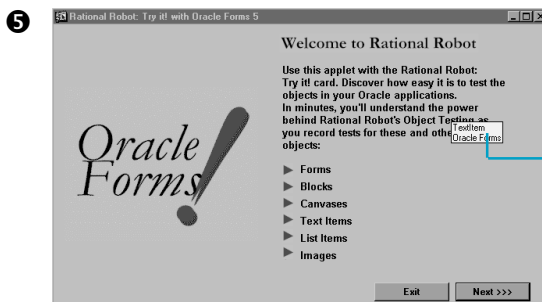 ❺
Rational Robot: Try it! with Oracle Forms 5
Welcome to Rational Robot
Use this applet with the Rational Robot:
Try it! card. Discover how easy it is to test the
objects in your Oracle applications.
In minutes, you'll understand the power
behind Rational Robot's Object Testing as
you record tests for these and othe
objects:
TextItem
Oracle Forms
Oracle
Forms!
Forms
Blocks
Canvases
Text Items
List Items
Images
Exit
Next >>>